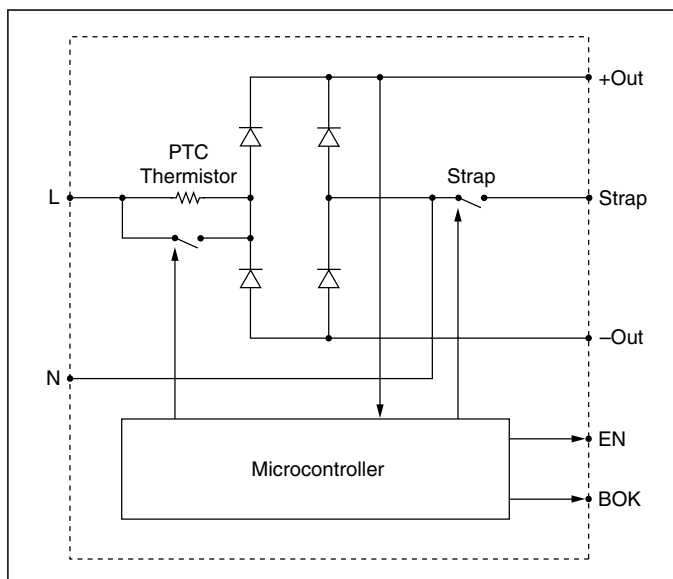 +Out
PTC
Thermistor
Strap
L
Strap
–Out
N
EN
Microcontroller
BOK